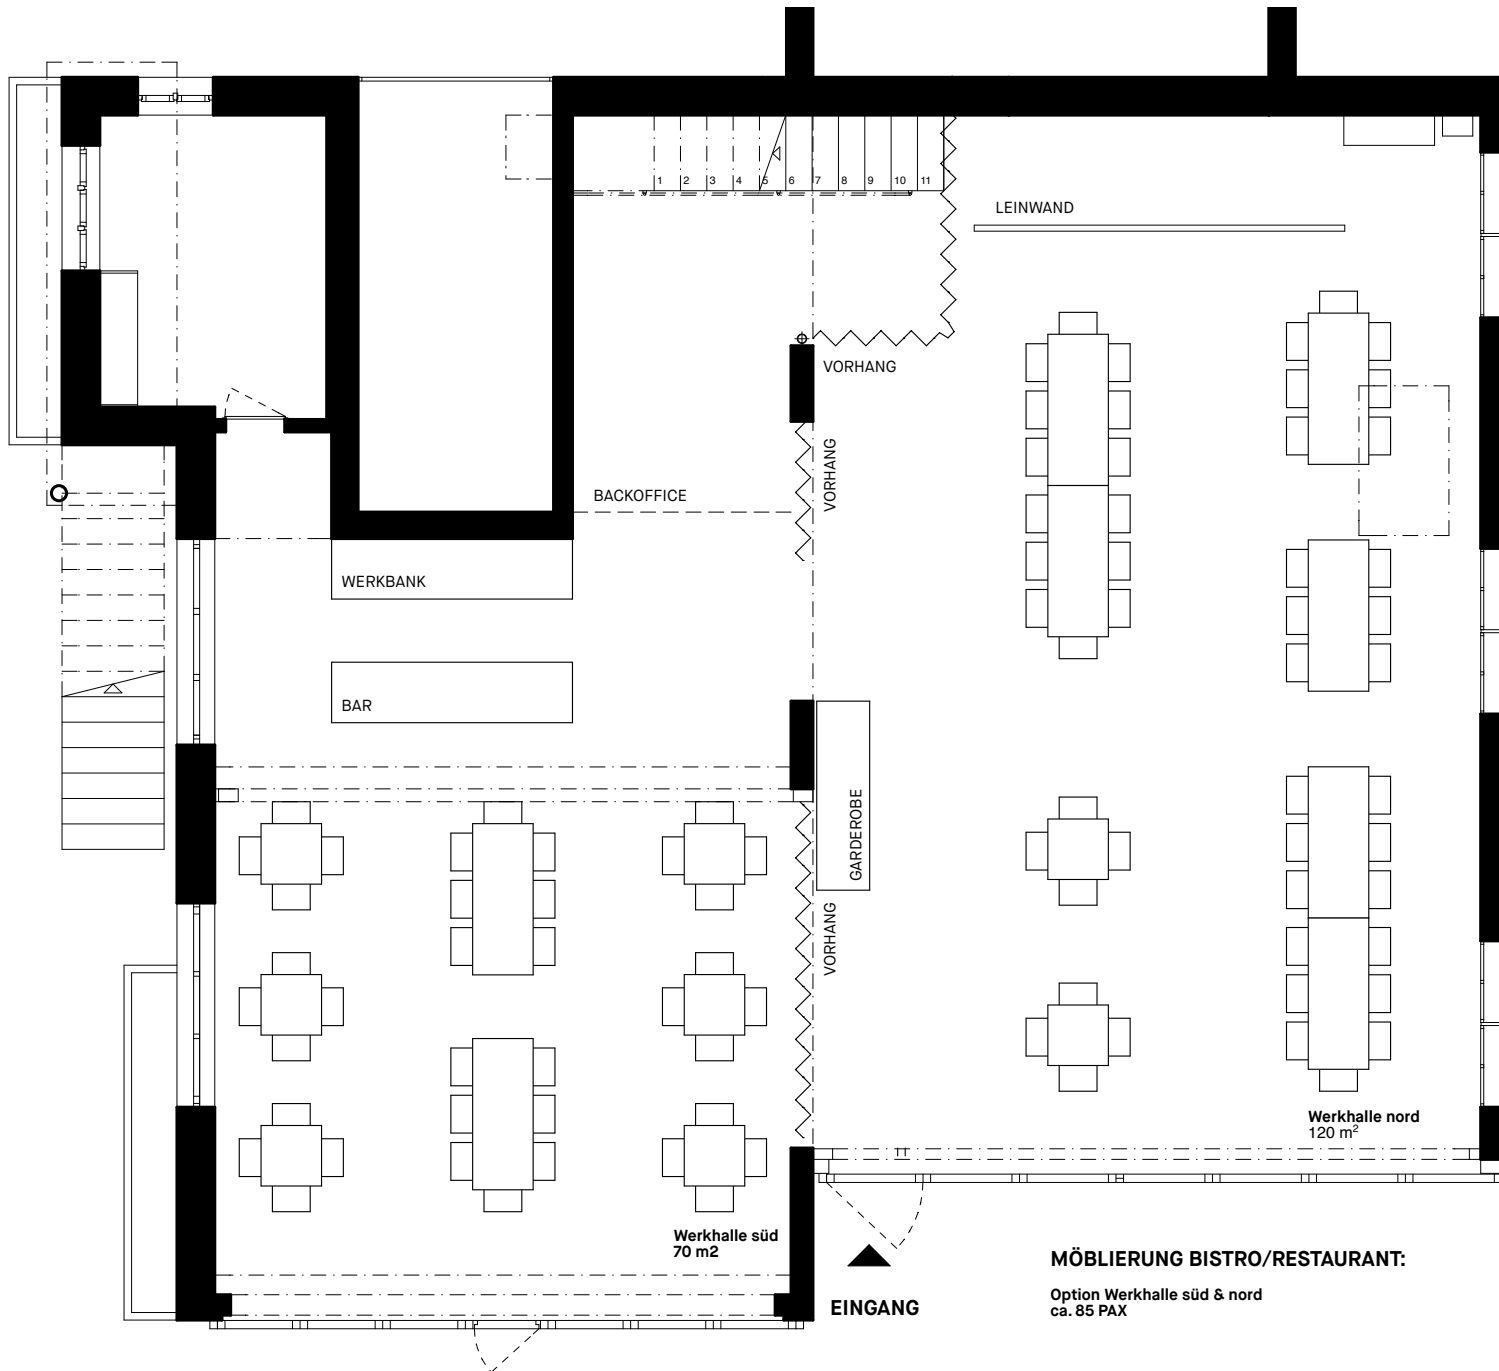 1 2 3 4 5 6 7 8 9 10 11
LEINWAND
VORHANG
VORHANG
BACKOFFICE
WERKBANK
BAR
GARDEROBE
VORHANG
Werkhalle nord
120 m²
Werkhalle süd
70 m2
EINGANG
MÖBLIERUNG BISTRO/RESTAURANT:
Option Werkhalle süd & nord
ca. 85 PAX